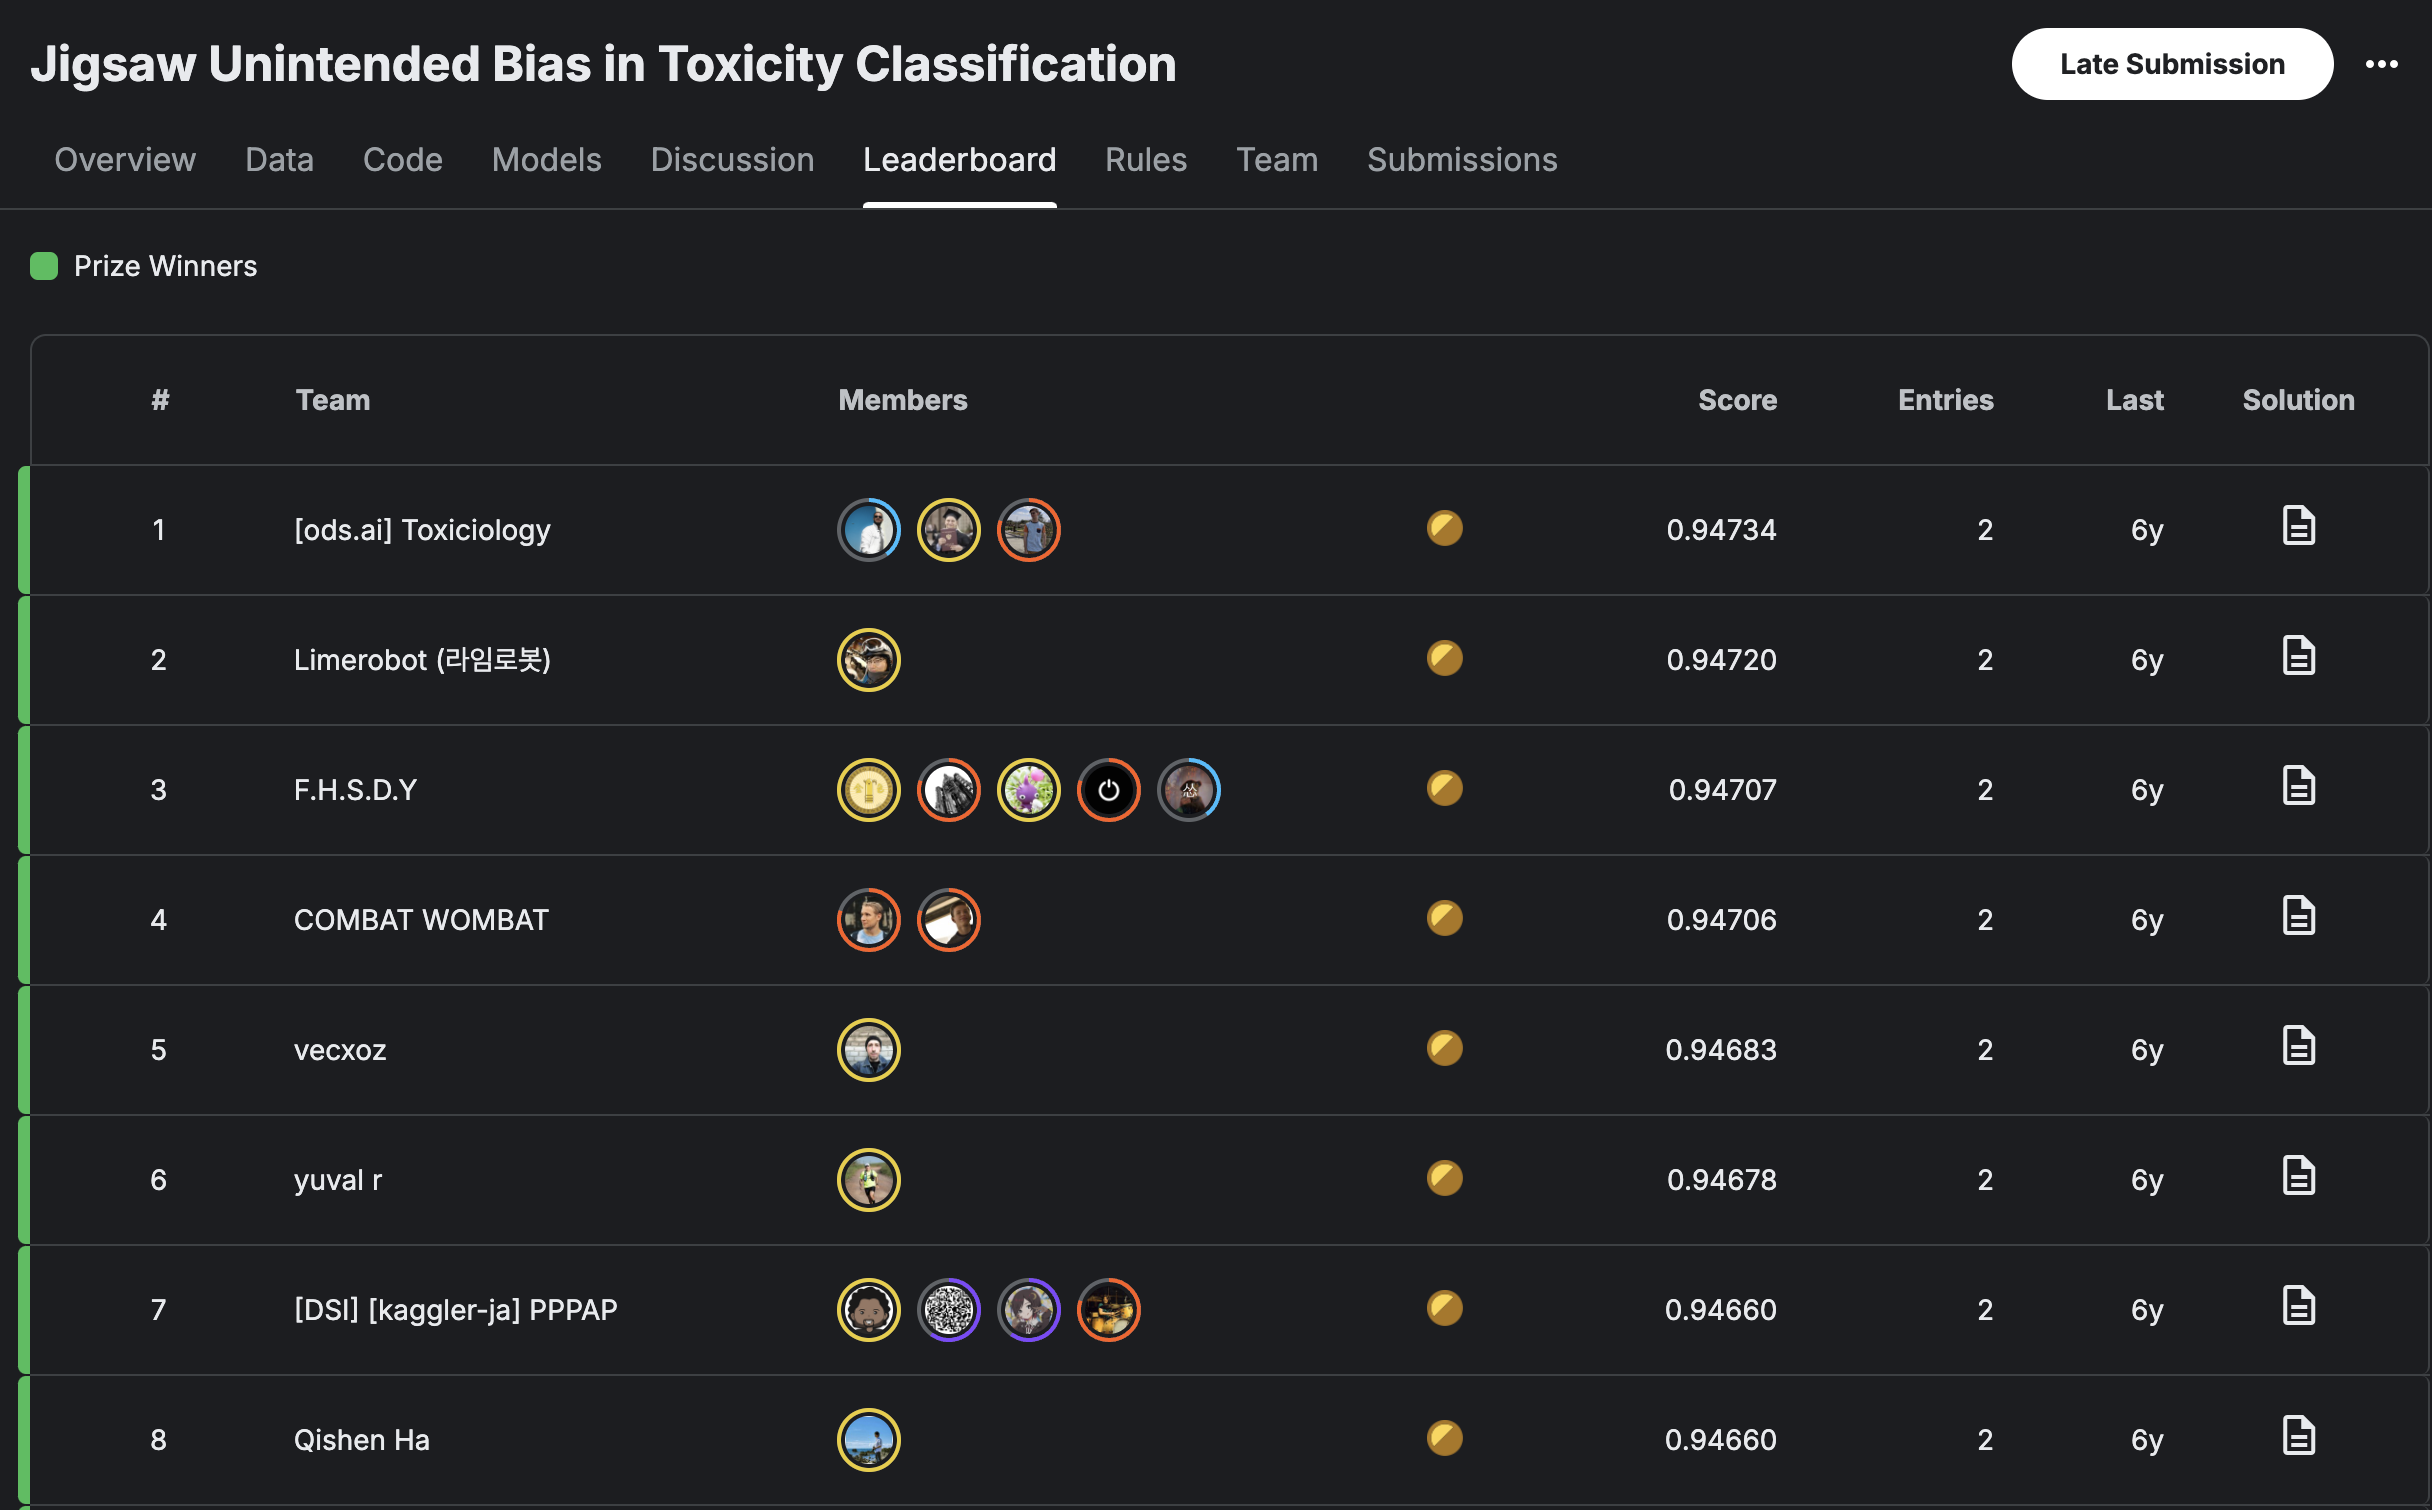 Jigsaw Unintended Bias in Toxicity Classification
Late Submission
Overview Data Code Models Discussion Leaderboard Rules Team Submissions
Prize Winners
# Team Members Score Entries Last Solution
1 [ods.ai] Toxiciology 0.94734 2 6y
2 Limerobot (라임로봇) 0.94720 2 6y
3 F.H.S.D.Y 0.94707 2 6y
4 COMBAT WOMBAT 0.94706 2 6y
5 vecxoz 0.94683 2 6y
6 yuval r 0.94678 2 6y
7 [DSI] [kaggler-ja] PPPAP 0.94660 2 6y
8 Qishen Ha 0.94660 2 6y